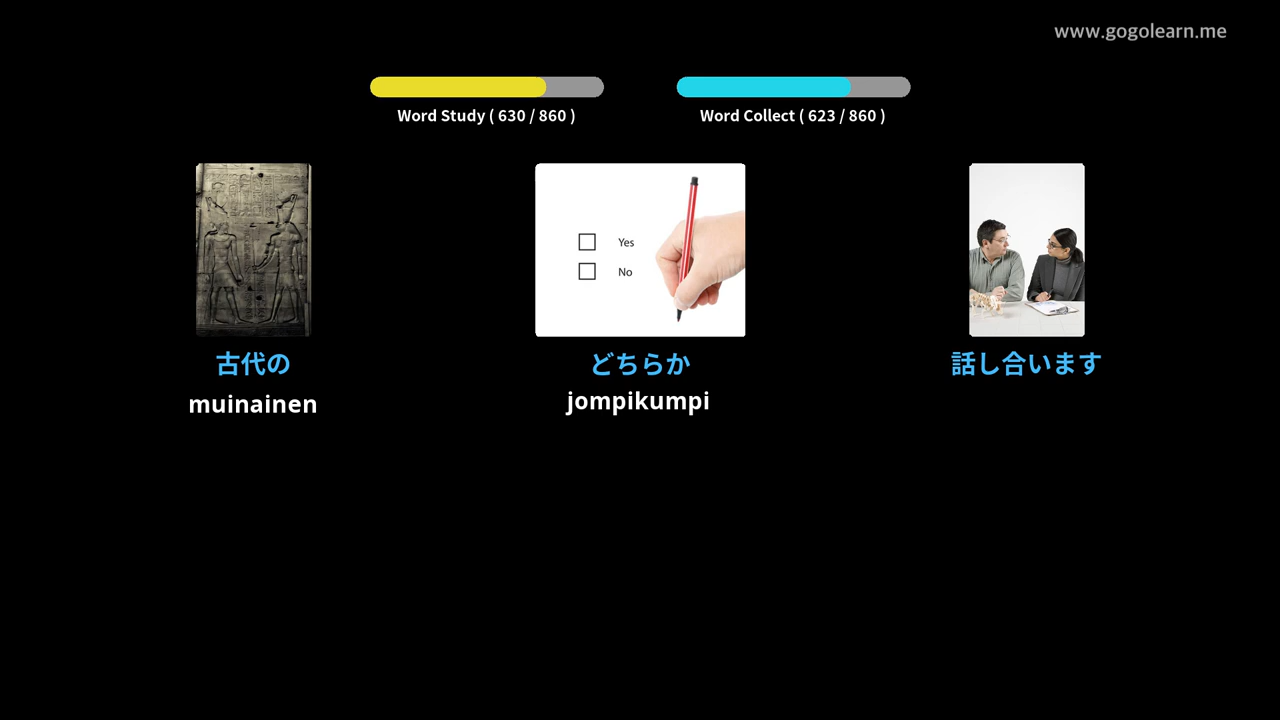 www.gogolearn.me
Word Study ( 630 / 860 )
Word Collect ( 623 / 860 )
Yes
No
古代の
どちらか
話し合います
muinainen
jompikumpi